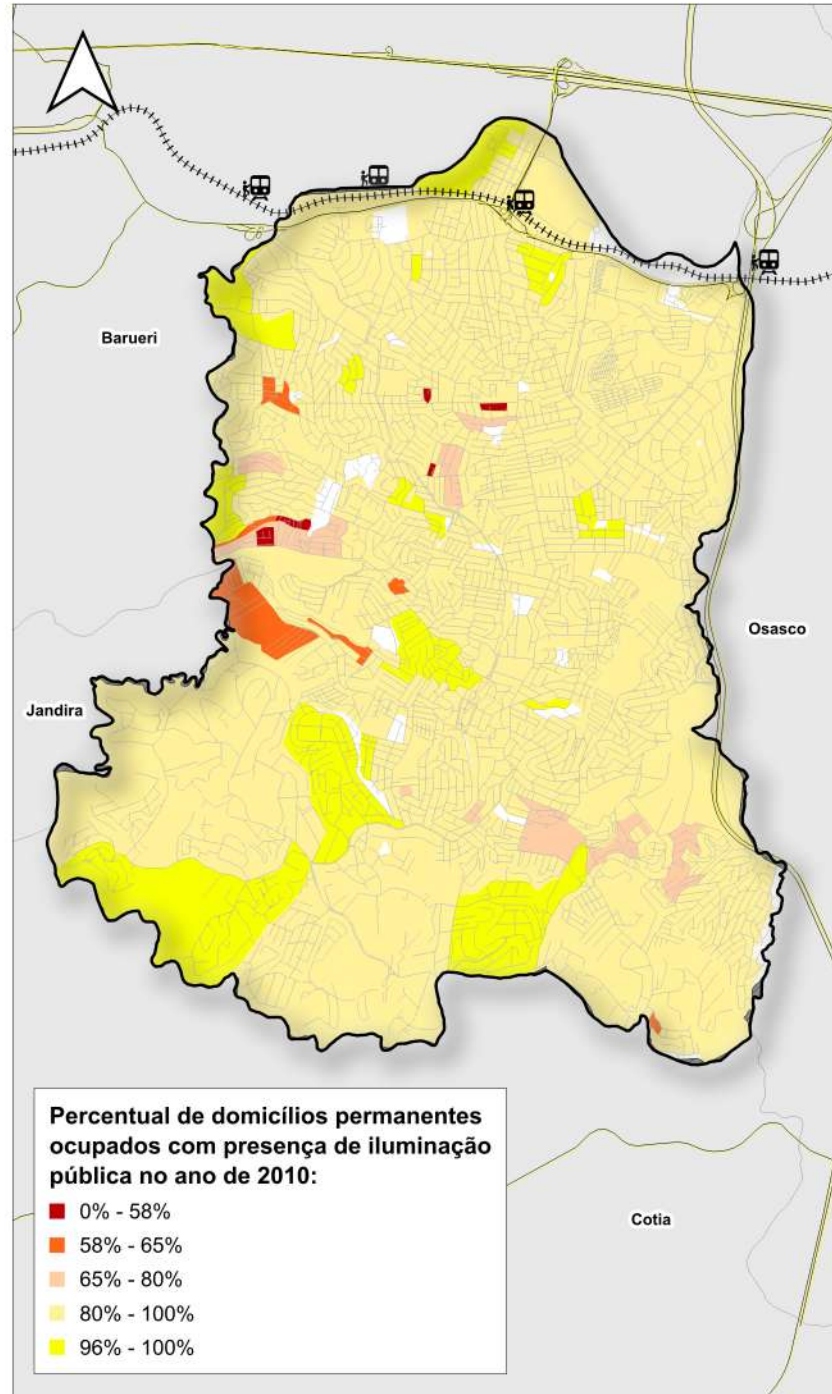 Barueri
Osasco
Jandira
Percentual de domicílios permanentes
ocupados com presença de iluminação
pública no ano de 2010:
0% - 58%
58% - 65%
65% - 80%
80% - 100%
96% - 100%
Cotia